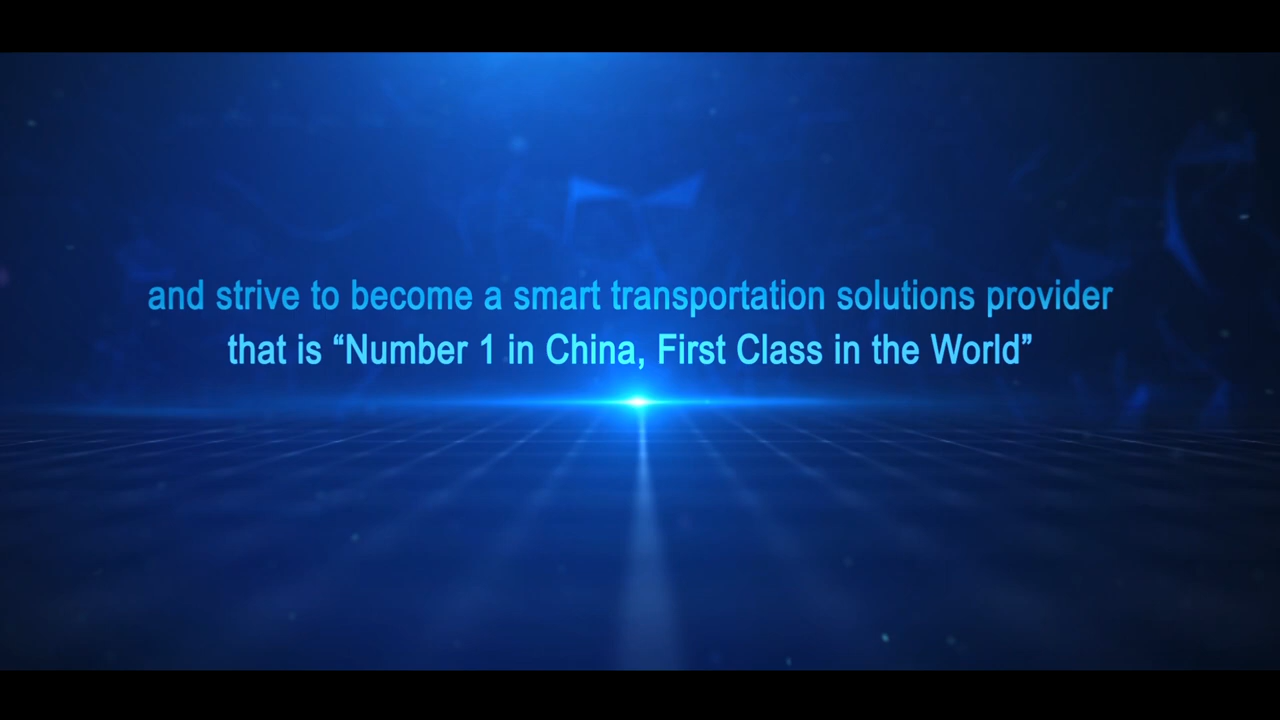 and strive to become a smart transportation solutions provider
that is “Number 1 in China, First Class in the World”